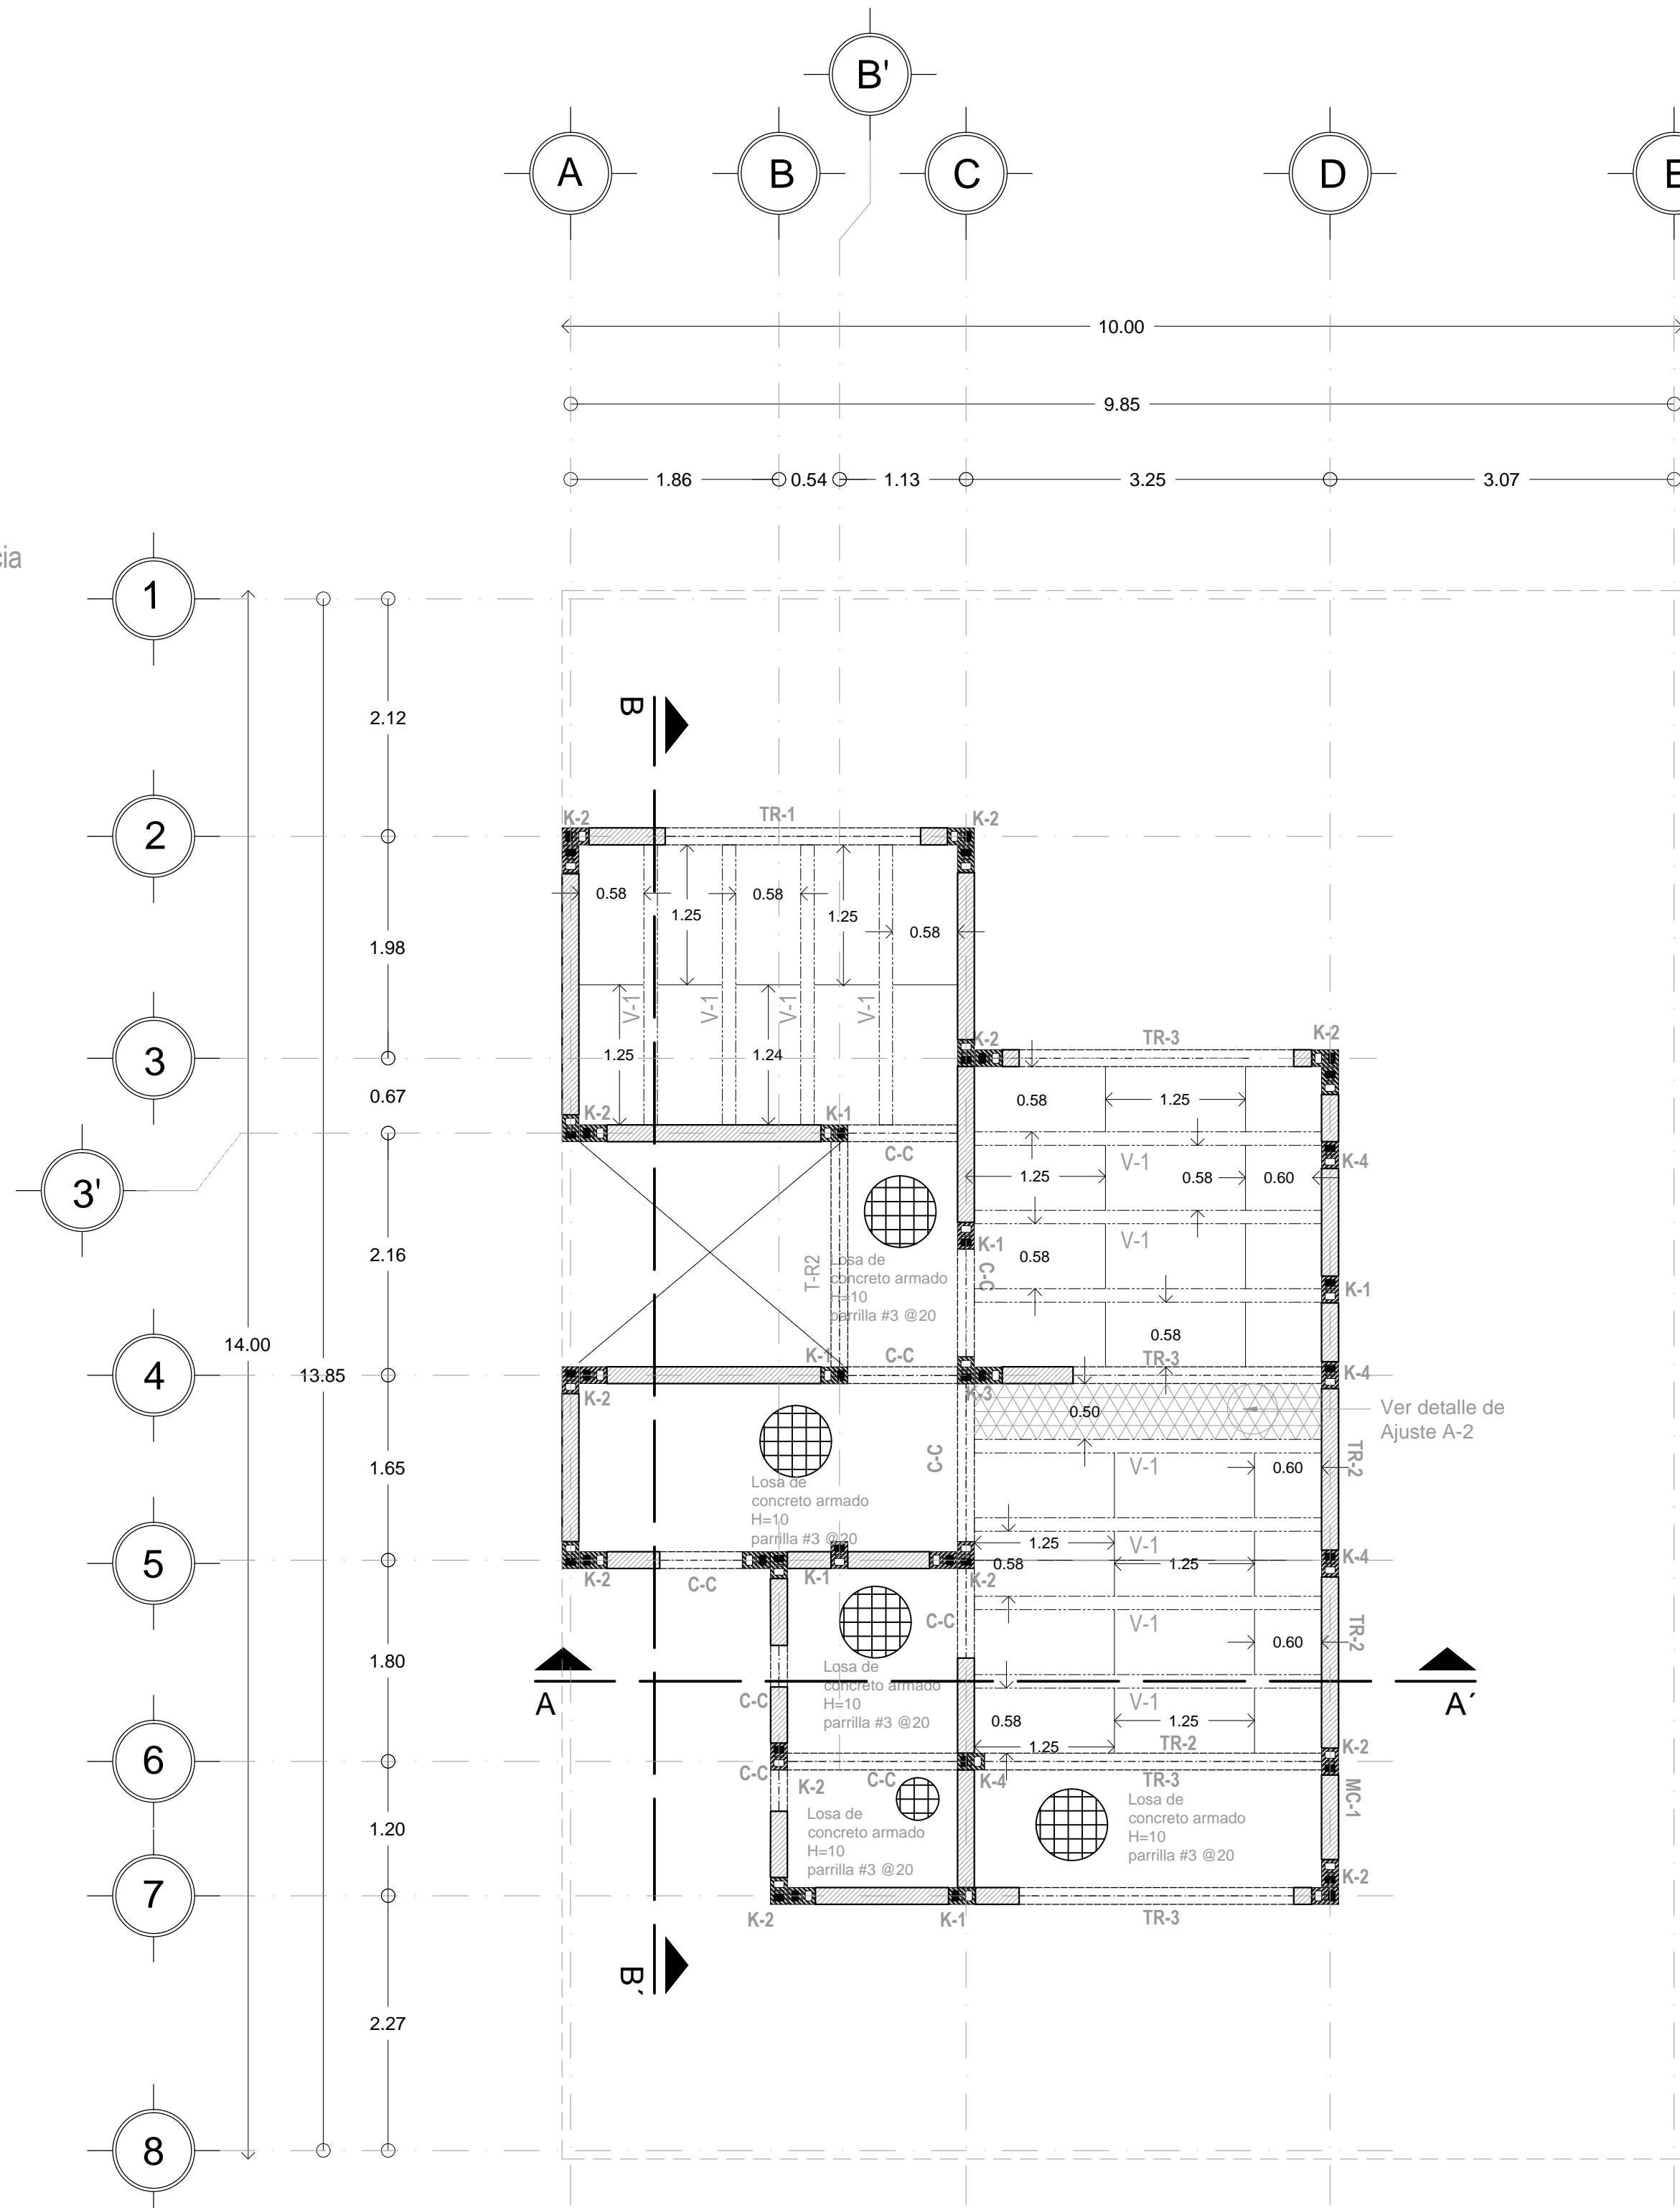 B'
A
B
C
D
E
10.00
9.85
1.86
0.54
1.13
3.25
3.07
cia
1
2.12
B
2
K-2
TR-1
K-2
0.58
0.58
1.25
1.25
0.58
1.98
V-1
V-1
V-1
V-1
3
1.25
1.24
K-2
TR-3
K-2
0.67
0.58
1.25
K-2
K-1
3'
C-C
V-1
K-4
1.25
0.58
0.60
2.16
V-1
K-1
C-C
0.58
T-R2
Losa de
concreto armado
H=10
parrilla #3 @20
K-1
14.00
0.58
4
13.85
K-1
C-C
TR-3
K-4
K-2
K-3
0.50
Ver detalle de
Ajuste A-2
1.65
C-C
V-1
0.60
TR-2
Losa de
concreto armado
H=10
parrilla #3 @20
V-1
1.25
5
K-2
C-C
K-1
K-2
0.58
1.25
K-4
C-C
V-1
0.60
TR-2
1.80
Losa de
concreto armado
H=10
parrilla #3 @20
A
A´
C-C
V-1
0.58
1.25
1.25
TR-2
6
K-2
C-C
K-2
C-C
K-4
TR-3
MC-1
Losa de
concreto armado
H=10
parrilla #3 @20
Losa de
concreto armado
H=10
parrilla #3 @20
1.20
7
K-2
K-2
K-1
TR-3
B´
2.27
8